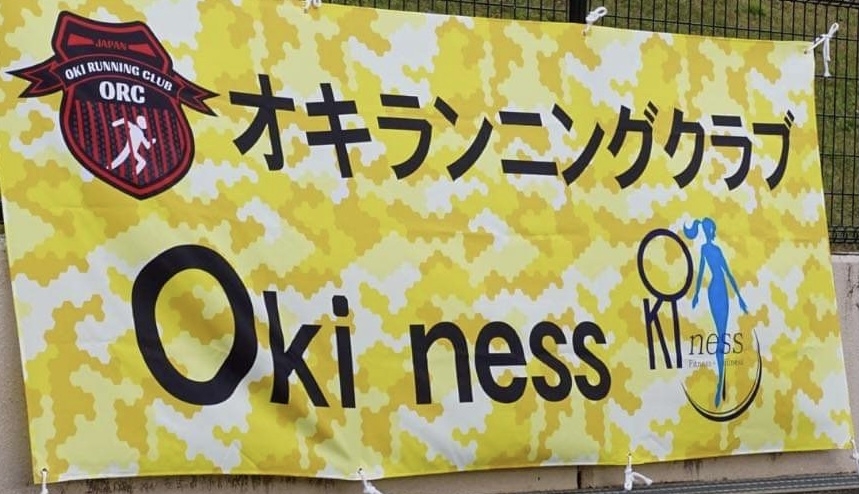 JAPAN
OKI RUNNING CLUB
ORC
オキランニングクラブ
Oki ness
OKI ness
Fitness